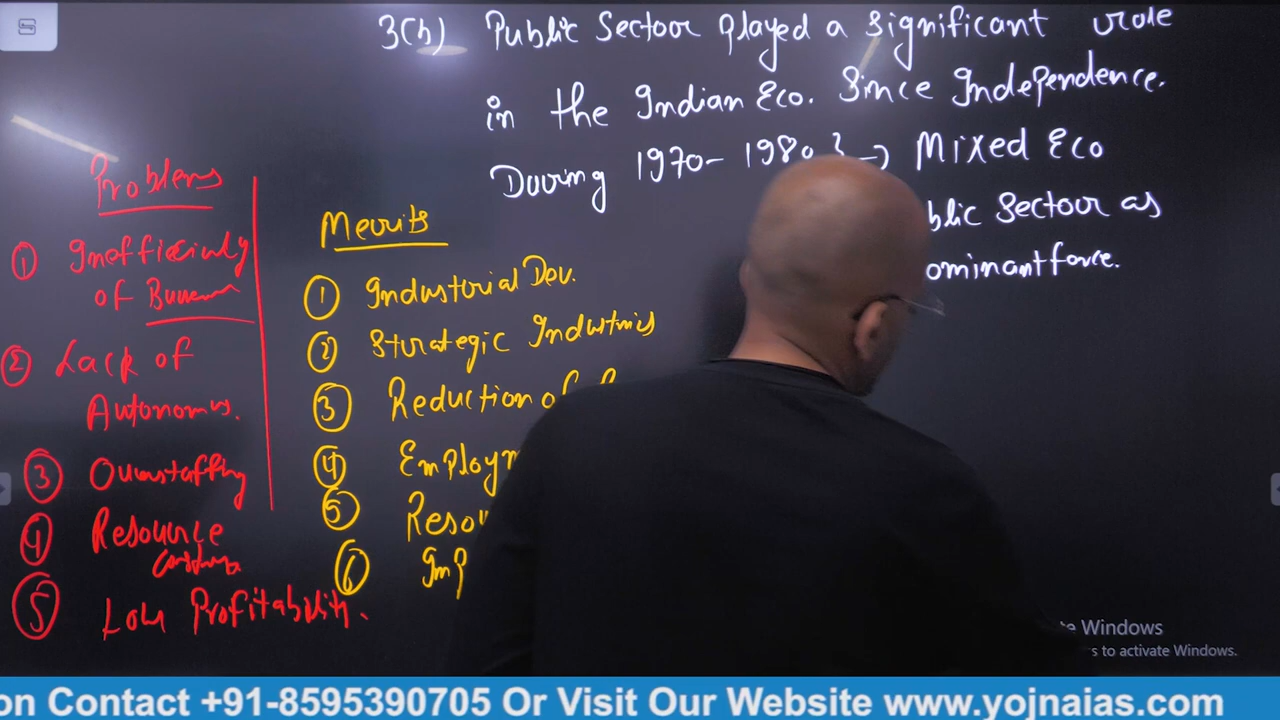 3(b) Public Sector played a significant role
in the Indian Eco. Since Independence.
During 1970- 1980 → Mixed Eco
blic Sector as
ominant force.
Problems
① Inefficiency
of
② Lack of
Autonomus.
③ Overstaffing
④ Resource
⑤ Low Profitability.
Merits
① Industrial Dev.
② Strategic Industries
③ Reduction of
④ Employm
⑤ Resou
⑥ Imp
Windows
s to activate Windows.
on Contact +91-8595390705 Or Visit Our Website www.yojnaias.com